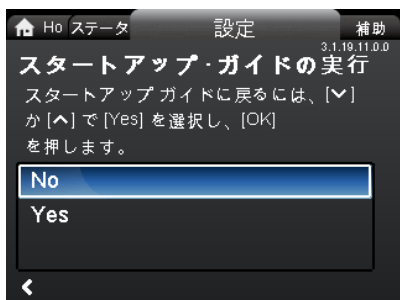 Ho ステータ 設定 補助
3.1.19.11.0.0
スタートアップ・ガイドの実行
スタートアップ ガイドに戻るには、[⌄]
か [⌃] で [Yes] を選択し、[OK]
を押します。
No
Yes